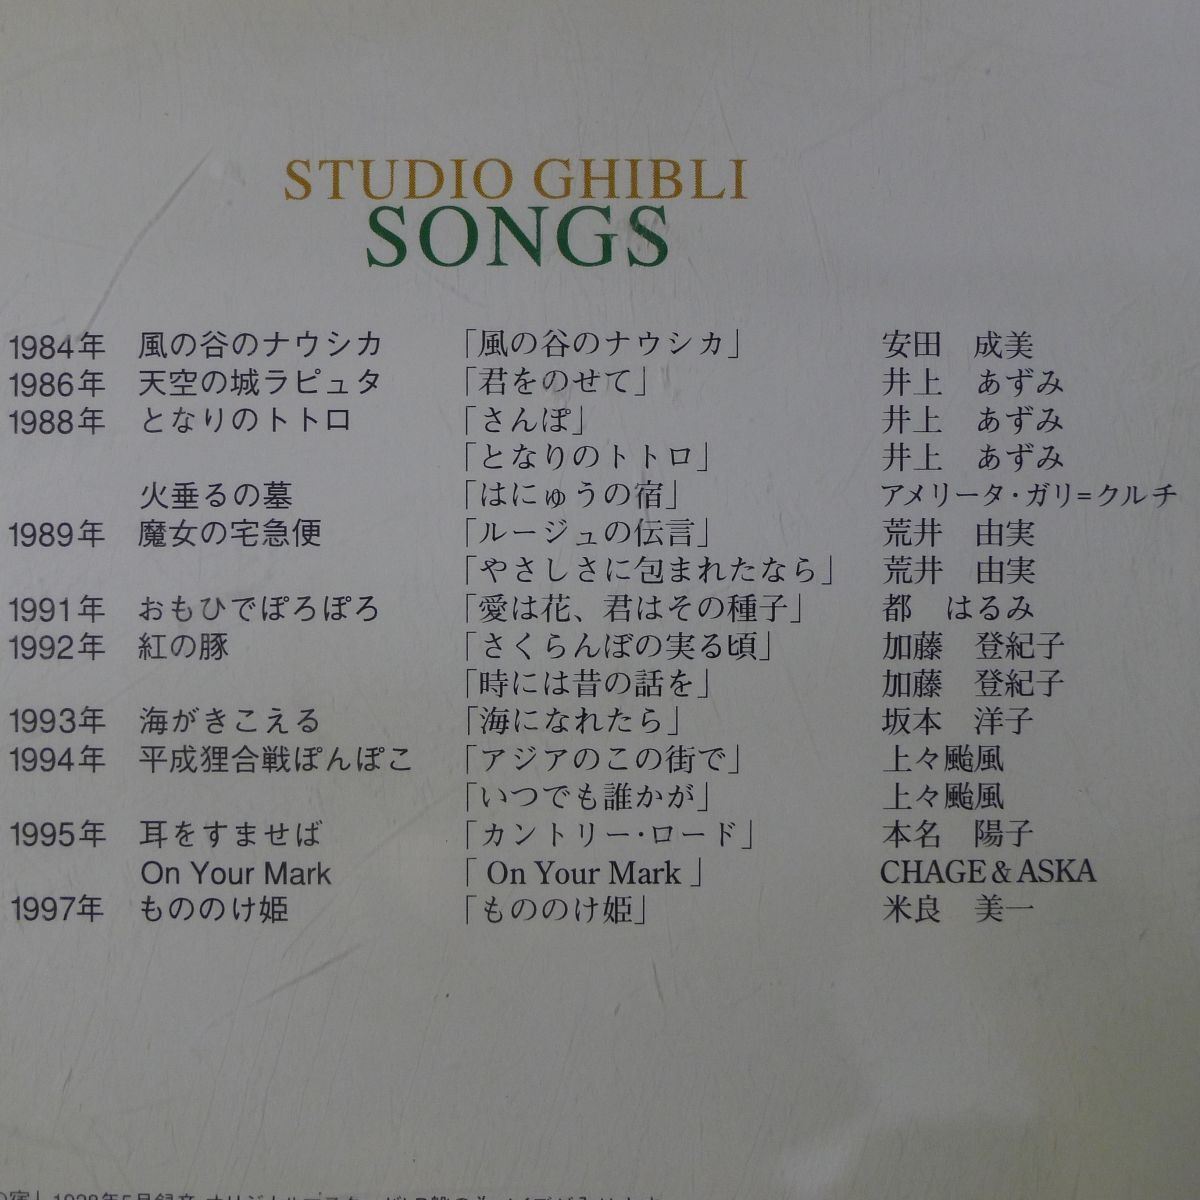 STUDIO GHIBLI
SONGS
1984年 風の谷のナウシカ 「風の谷のナウシカ」 安田 成美
1986年 天空の城ラピュタ 「君をのせて」 井上 あずみ
1988年 となりのトトロ 「さんぽ」 井上 あずみ
「となりのトトロ」 井上 あずみ
火垂るの墓 「はにゅうの宿」 アメリータ・ガリ=クルチ
1989年 魔女の宅急便 「ルージュの伝言」 荒井 由実
「やさしさに包まれたなら」 荒井 由実
1991年 おもひでぽろぽろ 「愛は花、君はその種子」 都 はるみ
1992年 紅の豚 「さくらんぼの実る頃」 加藤 登紀子
「時には昔の話を」 加藤 登紀子
1993年 海がきこえる 「海になれたら」 坂本 洋子
1994年 平成狸合戦ぽんぽこ 「アジアのこの街で」 上々颱風
「いつでも誰かが」 上々颱風
1995年 耳をすませば 「カントリー・ロード」 本名 陽子
On Your Mark 「 On Your Mark 」 CHAGE & ASKA
1997年 もののけ姫 「もののけ姫」 米良 美一